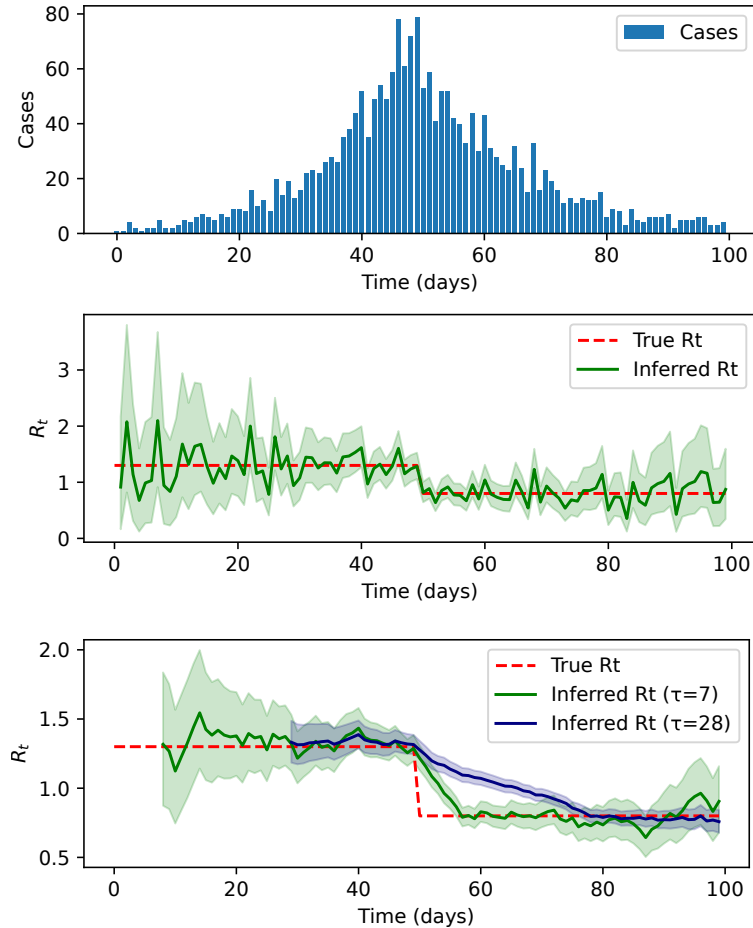 80
60
40
20
0
Cases
Cases
0
20
40
60
80
100
Time (days)
3
2
1
0
R_t
True Rt
Inferred Rt
0
20
40
60
80
100
Time (days)
2.0
1.5
1.0
0.5
R_t
True Rt
Inferred Rt (τ=7)
Inferred Rt (τ=28)
0
20
40
60
80
100
Time (days)